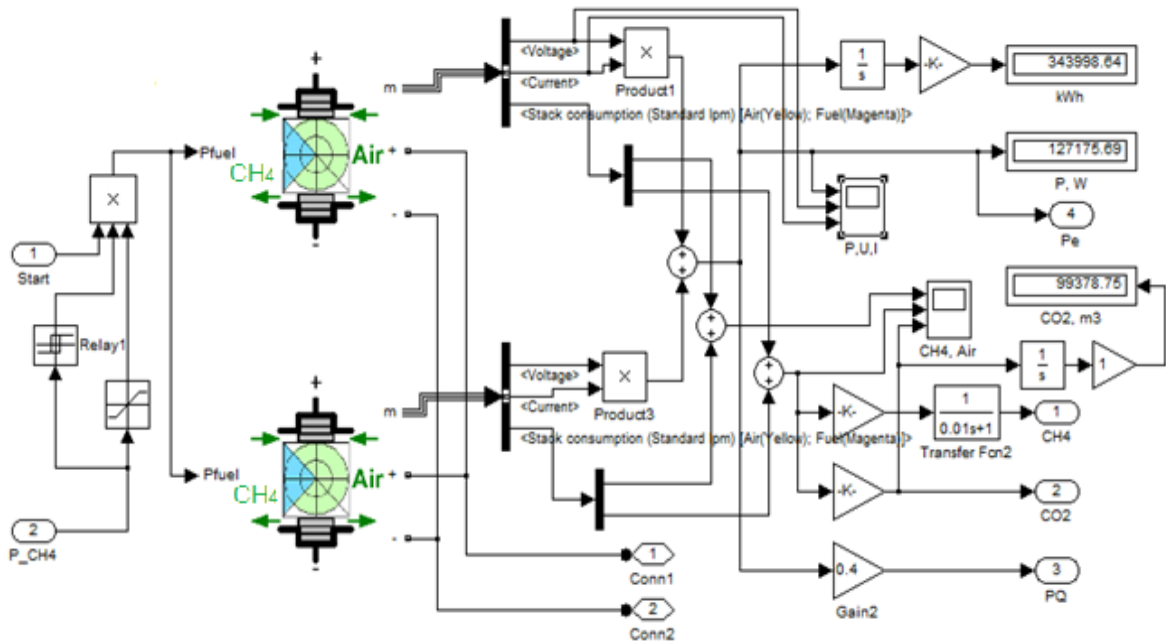 +
m
<Voltage>
<Current>
×
Product1
<Stack consumption (Standard lpm) [Air(Yellow); Fuel(Magenta)]>
1
s
-K-
343998.64
kWh
127175.69
P, W
4
Pe
P,U,I
Pfuel
CH4
Air
+
-
-
×
1
Start
Relay1
2
P_CH4
+
+
+
+
+
+
CH4, Air
99378.75
CO2, m3
1
s
1
+
m
<Voltage>
<Current>
×
Product3
<Stack consumption (Standard lpm) [Air(Yellow); Fuel(Magenta)]>
-K-
1
0.01s+1
Transfer Fcn2
1
CH4
-K-
2
CO2
Pfuel
CH4
Air
+
-
-
1
Conn1
2
Conn2
0.4
Gain2
3
PQ